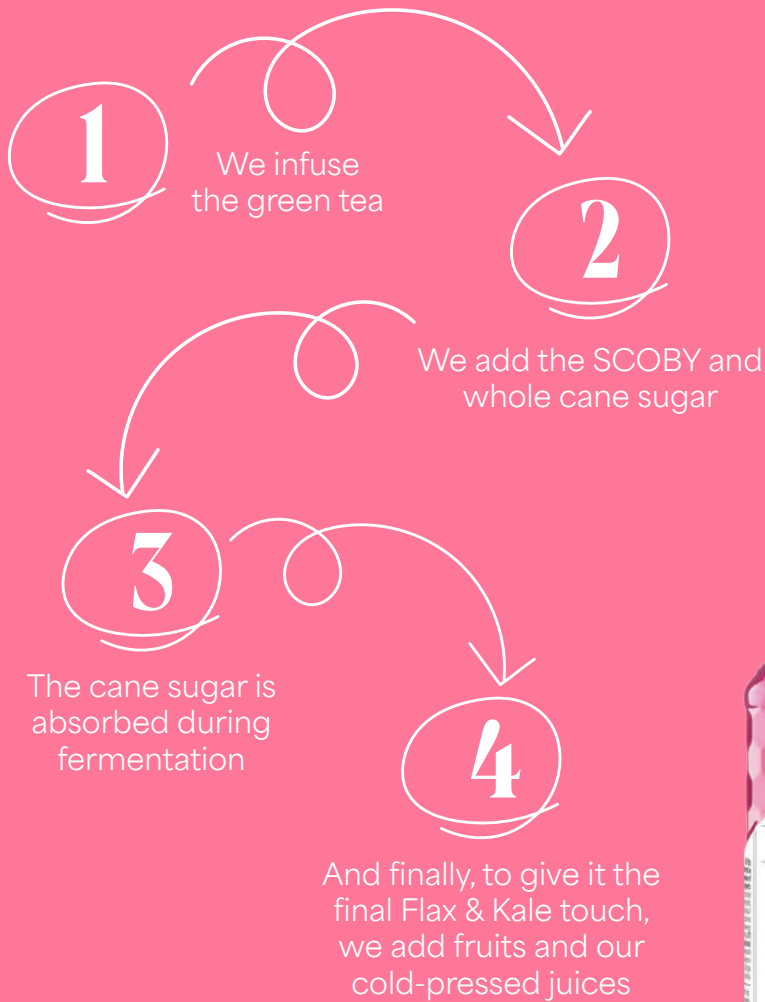 1
We infuse
the green tea
2
We add the SCOBY and
whole cane sugar
3
The cane sugar is
absorbed during
fermentation
4
And finally, to give it the
final Flax & Kale touch,
we add fruits and our
cold-pressed juices